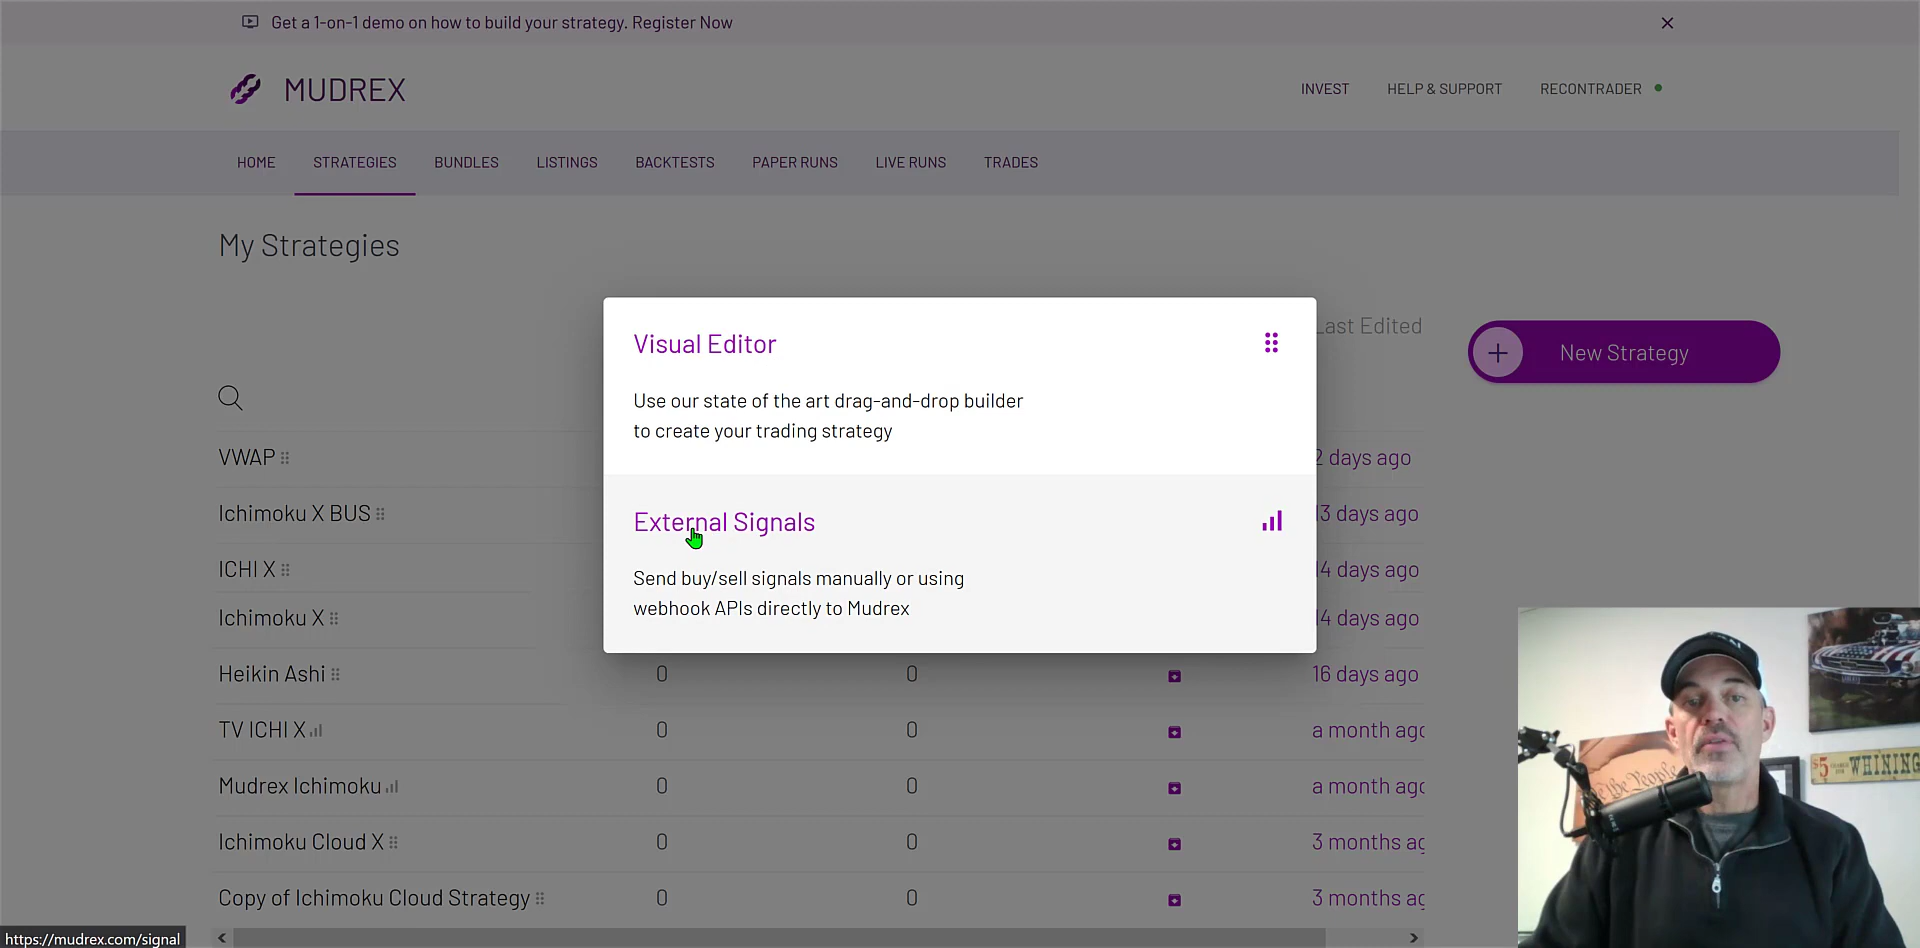 Get a 1-on-1 demo on how to build your strategy. Register Now
MUDREX
INVEST HELP & SUPPORT RECONTRADER
HOME STRATEGIES BUNDLES LISTINGS BACKTESTS PAPER RUNS LIVE RUNS TRADES
My Strategies
Last Edited
New Strategy
Visual Editor
Use our state of the art drag-and-drop builder
to create your trading strategy
VWAP 2 days ago
Ichimoku X BUS 13 days ago
External Signals
ICHI X 14 days ago
Send buy/sell signals manually or using
webhook APIs directly to Mudrex
Ichimoku X 14 days ago
Heikin Ashi 0 0 16 days ago
TV ICHI X 0 0 a month ago
Mudrex Ichimoku 0 0 a month ago
Ichimoku Cloud X 0 0 3 months ag
Copy of Ichimoku Cloud Strategy 0 0 3 months ag
$5 WHINING
We the People
https://mudrex.com/signal